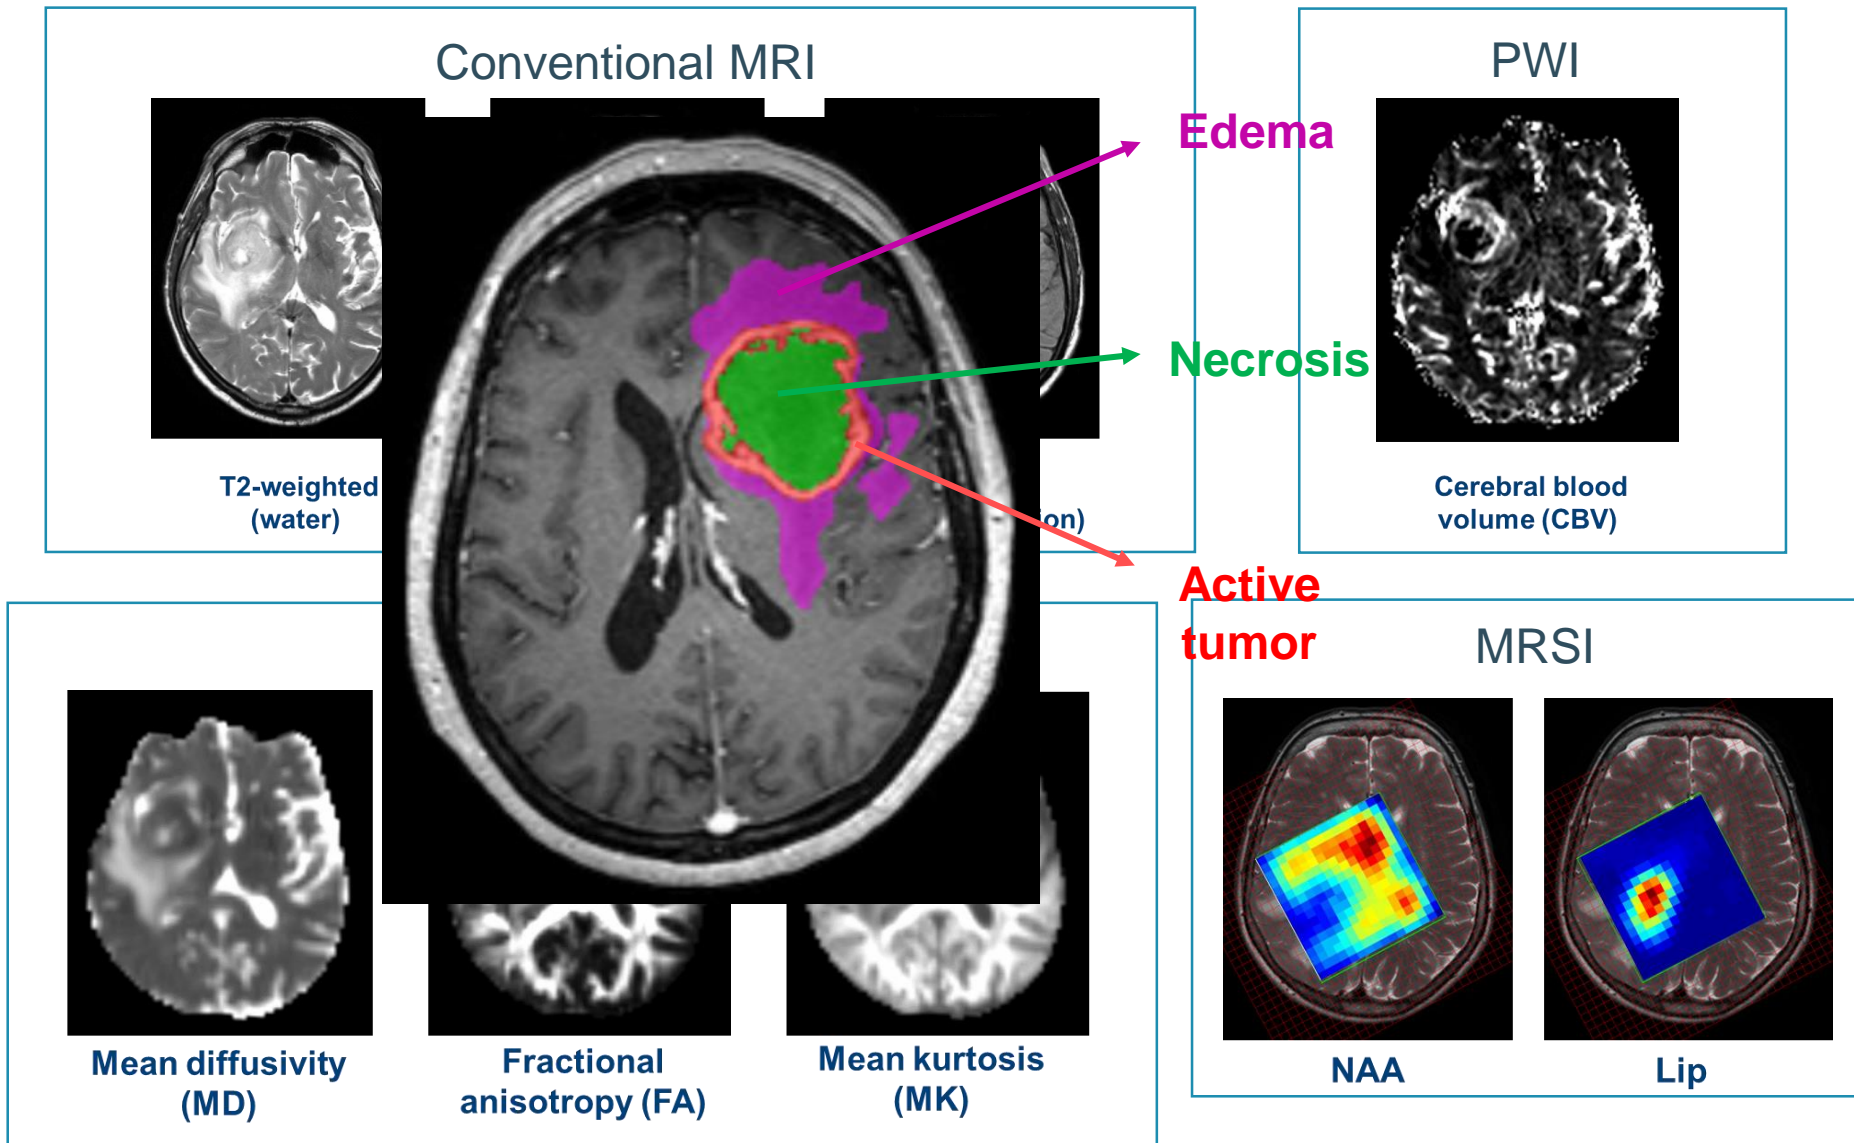 Conventional MRI
PWI
Edema
Necrosis
Active
tumor
T2-weighted
(water)
ion)
Cerebral blood
volume (CBV)
MRSI
Mean diffusivity
(MD)
Fractional
anisotropy (FA)
Mean kurtosis
(MK)
NAA
Lip